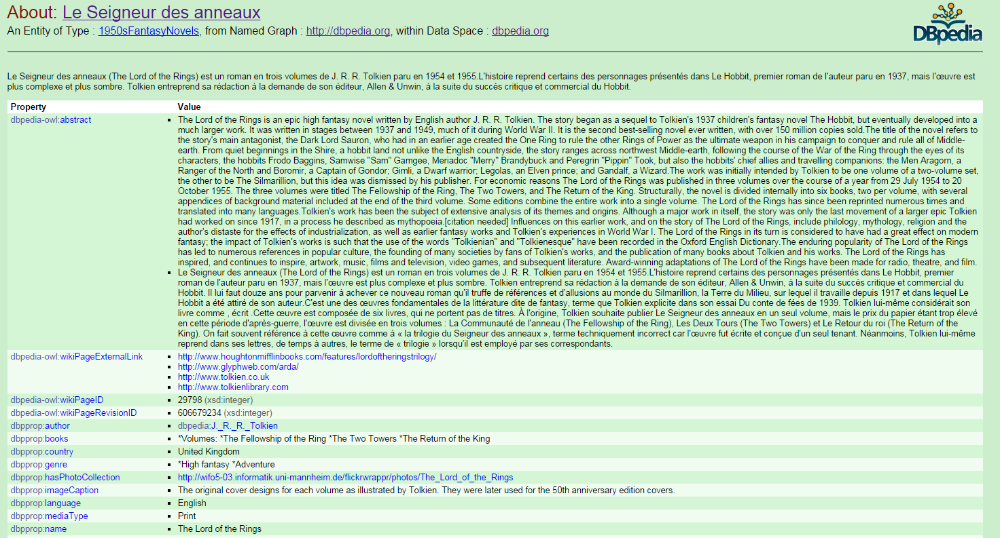 About: Le Seigneur des anneaux
An Entity of Type : 1950sFantasyNovels, from Named Graph : http://dbpedia.org, within Data Space : dbpedia.org
DBpedia
Le Seigneur des anneaux (The Lord of the Rings) est un roman en trois volumes de J. R. R. Tolkien paru en 1954 et 1955.L'histoire reprend certains des personnages présentés dans Le Hobbit, premier roman de l'auteur paru en 1937, mais l'œuvre est
plus complexe et plus sombre. Tolkien entreprend sa rédaction à la demande de son éditeur, Allen & Unwin, à la suite du succès critique et commercial du Hobbit.
Property Value
dbpedia-owl:abstract ▪ The Lord of the Rings is an epic high fantasy novel written by English author J. R. R. Tolkien. The story began as a sequel to Tolkien's 1937 children's fantasy novel The Hobbit, but eventually developed into a
much larger work. It was written in stages between 1937 and 1949, much of it during World War II. It is the second best-selling novel ever written, with over 150 million copies sold.The title of the novel refers to
the story's main antagonist, the Dark Lord Sauron, who had in an earlier age created the One Ring to rule the other Rings of Power as the ultimate weapon in his campaign to conquer and rule all of Middle-
earth. From quiet beginnings in the Shire, a hobbit land not unlike the English countryside, the story ranges across northwest Middle-earth, following the course of the War of the Ring through the eyes of its
characters, the hobbits Frodo Baggins, Samwise "Sam" Gamgee, Meriadoc "Merry" Brandybuck and Peregrin "Pippin" Took, but also the hobbits' chief allies and travelling companions: the Men Aragorn, a
Ranger of the North and Boromir, a Captain of Gondor; Gimli, a Dwarf warrior; Legolas, an Elven prince; and Gandalf, a Wizard.The work was initially intended by Tolkien to be one volume of a two-volume set,
the other to be The Silmarillion, but this idea was dismissed by his publisher. For economic reasons The Lord of the Rings was published in three volumes over the course of a year from 29 July 1954 to 20
October 1955. The three volumes were titled The Fellowship of the Ring, The Two Towers, and The Return of the King. Structurally, the novel is divided internally into six books, two per volume, with several
appendices of background material included at the end of the third volume. Some editions combine the entire work into a single volume. The Lord of the Rings has since been reprinted numerous times and
translated into many languages.Tolkien's work has been the subject of extensive analysis of its themes and origins. Although a major work in itself, the story was only the last movement of a larger epic Tolkien
had worked on since 1917, in a process he described as mythopoeia.[citation needed] Influences on this earlier work, and on the story of The Lord of the Rings, include philology, mythology, religion and the
author's distaste for the effects of industrialization, as well as earlier fantasy works and Tolkien's experiences in World War I. The Lord of the Rings in its turn is considered to have had a great effect on modern
fantasy; the impact of Tolkien's works is such that the use of the words "Tolkienian" and "Tolkienesque" have been recorded in the Oxford English Dictionary.The enduring popularity of The Lord of the Rings
has led to numerous references in popular culture, the founding of many societies by fans of Tolkien's works, and the publication of many books about Tolkien and his works. The Lord of the Rings has
inspired, and continues to inspire, artwork, music, films and television, video games, and subsequent literature. Award-winning adaptations of The Lord of the Rings have been made for radio, theatre, and film.
▪ Le Seigneur des anneaux (The Lord of the Rings) est un roman en trois volumes de J. R. R. Tolkien paru en 1954 et 1955.L'histoire reprend certains des personnages présentés dans Le Hobbit, premier
roman de l'auteur paru en 1937, mais l'œuvre est plus complexe et plus sombre. Tolkien entreprend sa rédaction à la demande de son éditeur, Allen & Unwin, à la suite du succès critique et commercial du
Hobbit. Il lui faut douze ans pour parvenir à achever ce nouveau roman qu'il truffe de références et d'allusions au monde du Silmarillion, la Terre du Milieu, sur lequel il travaille depuis 1917 et dans lequel Le
Hobbit a été attiré de son auteur.C'est une des œuvres fondamentales de la littérature dite de fantasy, terme que Tolkien explicite dans son essai Du conte de fées de 1939. Tolkien lui-même considérait son
livre comme , écrit .Cette œuvre est composée de six livres, qui ne portent pas de titres. À l'origine, Tolkien souhaite publier Le Seigneur des anneaux en un seul volume, mais le prix du papier étant trop élevé
en cette période d'après-guerre, l'œuvre est divisée en trois volumes : La Communauté de l'anneau (The Fellowship of the Ring), Les Deux Tours (The Two Towers) et Le Retour du roi (The Return of the
King). On fait souvent référence à cette œuvre comme à « la trilogie du Seigneur des anneaux », terme techniquement incorrect car l'œuvre fut écrite et conçue d'un seul tenant. Néanmoins, Tolkien lui-même
reprend dans ses lettres, de temps à autres, le terme de « trilogie » lorsqu'il est employé par ses correspondants.
dbpedia-owl:wikiPageExternalLink ▪ http://www.houghtonmifflinbooks.com/features/lordoftheringstrilogy/
▪ http://www.glyphweb.com/arda/
▪ http://www.tolkien.co.uk
▪ http://www.tolkienlibrary.com
dbpedia-owl:wikiPageID ▪ 29798 (xsd:integer)
dbpedia-owl:wikiPageRevisionID ▪ 606679234 (xsd:integer)
dbpprop:author ▪ dbpedia:J._R._R._Tolkien
dbpprop:books ▪ *Volumes: *The Fellowship of the Ring *The Two Towers *The Return of the King
dbpprop:country ▪ United Kingdom
dbpprop:genre ▪ *High fantasy *Adventure
dbpprop:hasPhotoCollection ▪ http://wifo5-03.informatik.uni-mannheim.de/flickrwrappr/photos/The_Lord_of_the_Rings
dbpprop:imageCaption ▪ The original cover designs for each volume as illustrated by Tolkien. They were later used for the 50th anniversary edition covers.
dbpprop:language ▪ English
dbpprop:mediaType ▪ Print
dbpprop:name ▪ The Lord of the Rings